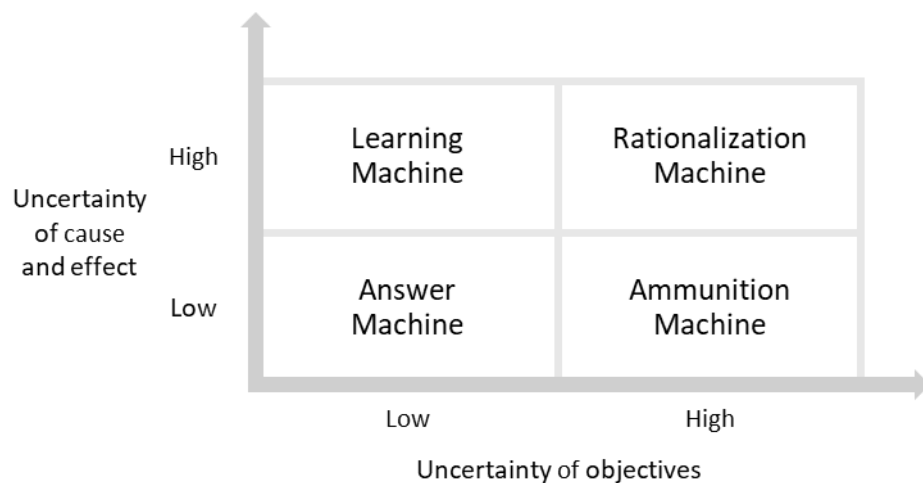 Learning
Machine
Rationalization
Machine
High
Uncertainty
of cause
and effect
Answer
Machine
Ammunition
Machine
Low
Low
High
Uncertainty of objectives